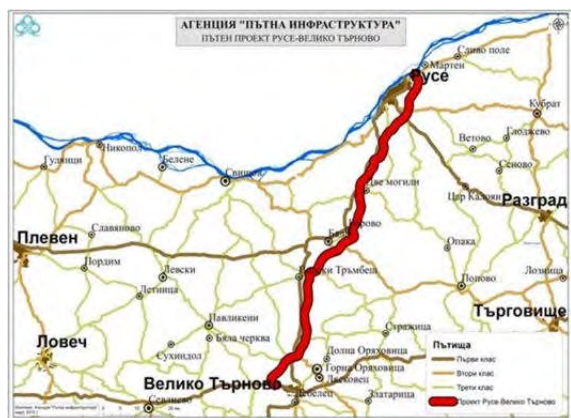 АГЕНЦИЯ "ПЪТНА ИНФРАСТРУКТУРА"
ПЪТЕН ПРОЕКТ РУСЕ-ВЕЛИКО ТЪРНОВО
Сливо поле
Мартен
Русе
Кубрат
Глоджево
Ветово
Сеново
Никопол
Гулянци
Белене
Свищов
Две могили
Цар Калоян
Разград
Славяново
Плевен
Опака
Лозница
Пордим
Левски
Тръмбеш
Попово
Летница
Търговище
Павликени
Бяла черква
Стражица
Ловеч
Сухиндол
Долна Оряховица
Горна Оряховица
Лясковец
Велико Търново
Дебелец
Златарица
Севлиево
Пътища
Първи клас
Втори клас
Трети клас
Проект Русе-Велико Търново